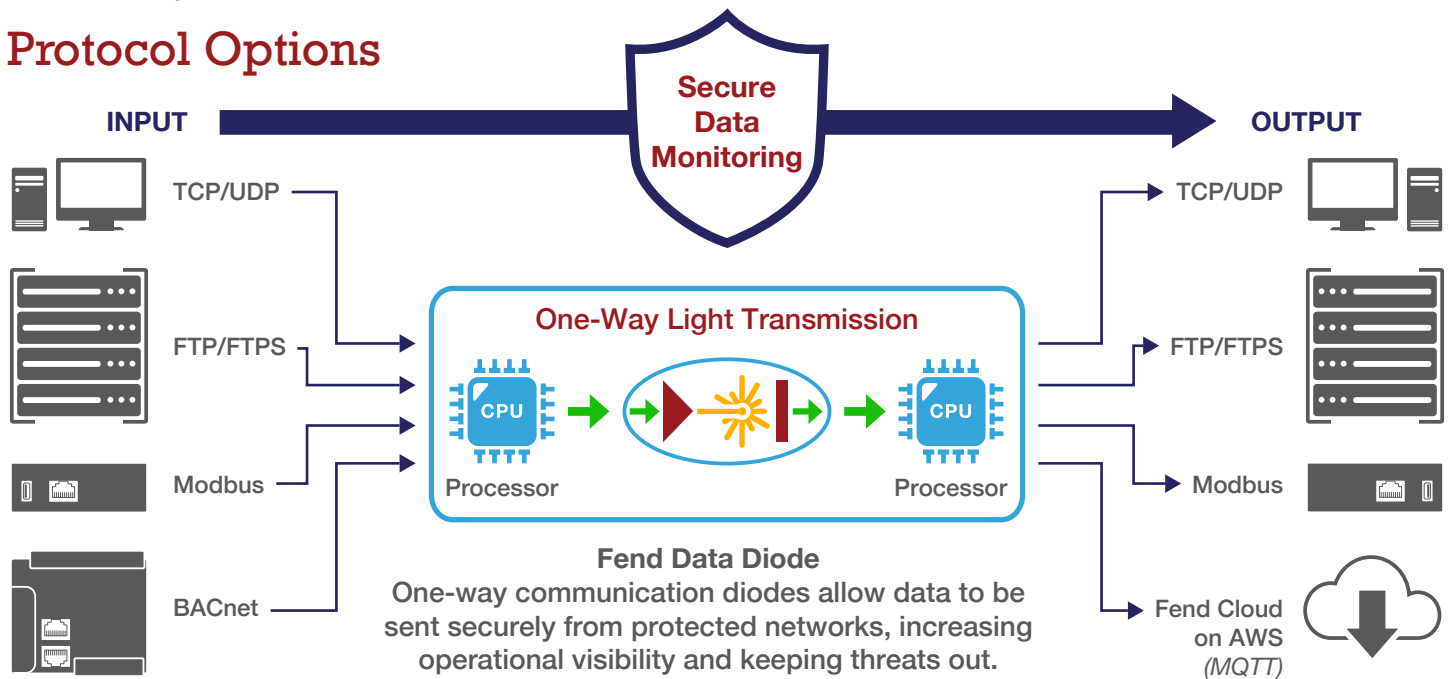 Protocol Options
INPUT
Secure
Data
Monitoring
OUTPUT
TCP/UDP
FTP/FTPS
Modbus
BACnet
One-Way Light Transmission
CPU
Processor
CPU
Processor
Fend Data Diode
One-way communication diodes allow data to be
sent securely from protected networks, increasing
operational visibility and keeping threats out.
TCP/UDP
FTP/FTPS
Modbus
Fend Cloud
on AWS
(MQTT)